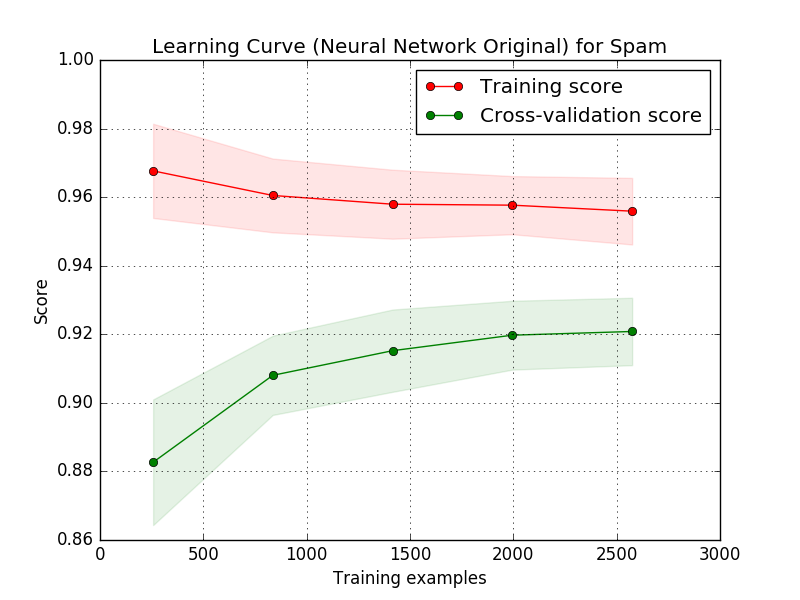 Learning Curve (Neural Network Original) for Spam
Training score
Cross-validation score
1.00
0.98
0.96
0.94
0.92
0.90
0.88
0.86
Score
0 500 1000 1500 2000 2500 3000
Training examples